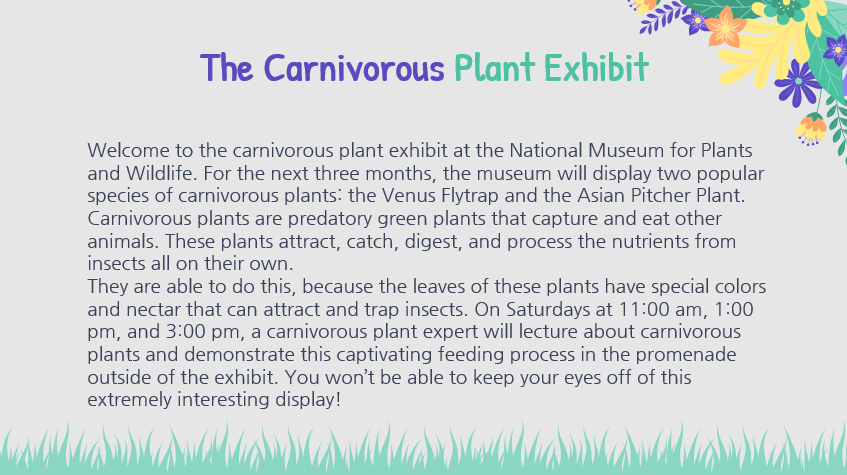 The Carnivorous Plant Exhibit
Welcome to the carnivorous plant exhibit at the National Museum for Plants
and Wildlife. For the next three months, the museum will display two popular
species of carnivorous plants: the Venus Flytrap and the Asian Pitcher Plant.
Carnivorous plants are predatory green plants that capture and eat other
animals. These plants attract, catch, digest, and process the nutrients from
insects all on their own.
They are able to do this, because the leaves of these plants have special colors
and nectar that can attract and trap insects. On Saturdays at 11:00 am, 1:00
pm, and 3:00 pm, a carnivorous plant expert will lecture about carnivorous
plants and demonstrate this captivating feeding process in the promenade
outside of the exhibit. You won’t be able to keep your eyes off of this
extremely interesting display!